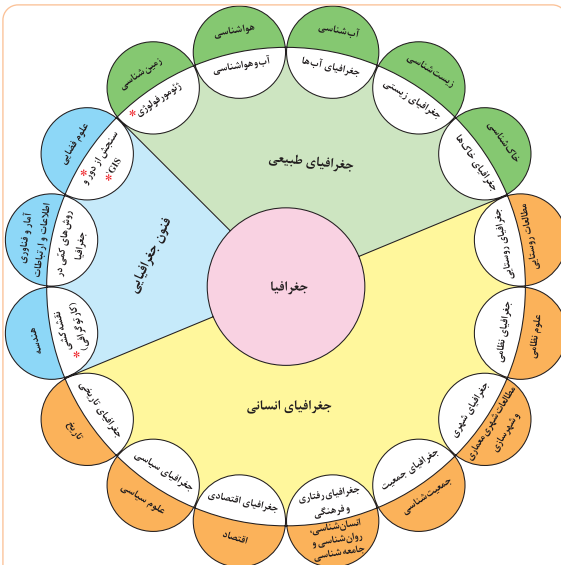 جغرافیا
جغرافیای طبیعی
فنون جغرافیایی
جغرافیای انسانی
هواشناسی
آب و هواشناسی
آب شناسی
جغرافیای آب‌ها
زیست شناسی
جغرافیای زیستی
خاک شناسی
جغرافیای خاک ها
مطالعات روستایی
جغرافیای روستایی
علوم نظامی
جغرافیای نظامی
مطالعات شهری معماری
و شهرسازی
جغرافیای شهری
جمعیت شناسی
جغرافیای جمعیت
جغرافیای رفتاری
و فرهنگی
انسان‌شناسی،
روان شناسی و
جامعه شناسی
جغرافیای اقتصادی
اقتصاد
جغرافیای سیاسی
علوم سیاسی
جغرافیای تاریخی
تاریخ
نقشه‌کشی
(کارتوگرافی)*
هندسه
روش‌های کمی در
جغرافیا
آمار و فناوری
اطلاعات و ارتباطات
سنجش از دور* و
GIS*
علوم فضایی
ژئومورفولوژی*
زمین شناسی